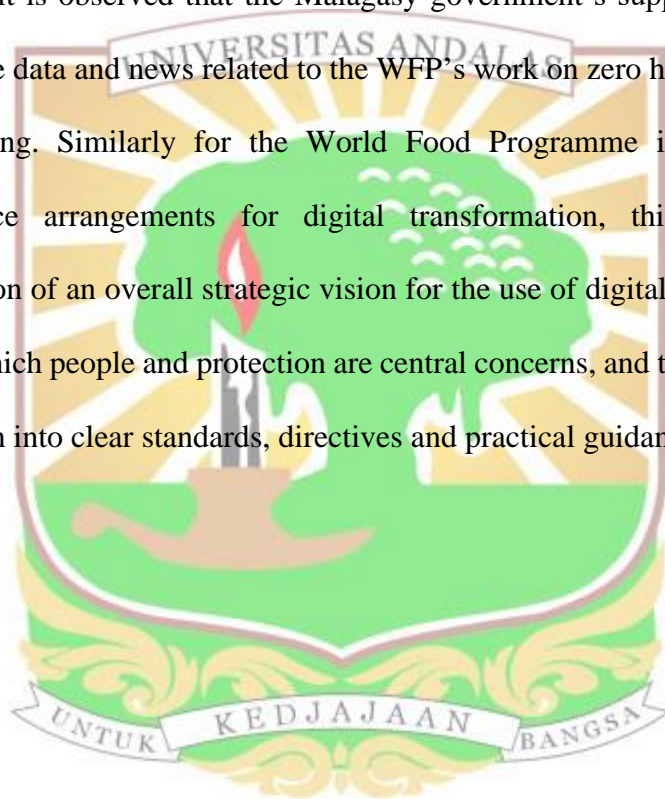 it is observed that the Malagasy government's supp
UNIVERSITAS ANDALAS
e data and news related to the WFP's work on zero h
ng. Similarly for the World Food Programme i
ce arrangements for digital transformation, thi
on of an overall strategic vision for the use of digital
hich people and protection are central concerns, and t
n into clear standards, directives and practical guidan
UNTUK KEDJAJAAN BANGSA